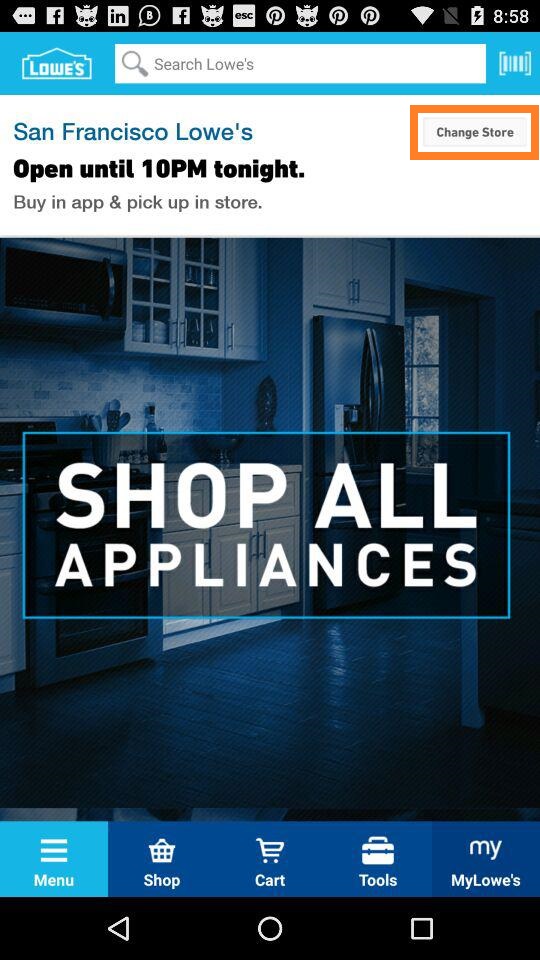 esc
8:58
LOWE'S
Search Lowe's
San Francisco Lowe's
Change Store
Open until 10PM tonight.
Buy in app & pick up in store.
SHOP ALL
APPLIANCES
Menu
Shop
Cart
Tools
my
MyLowe's